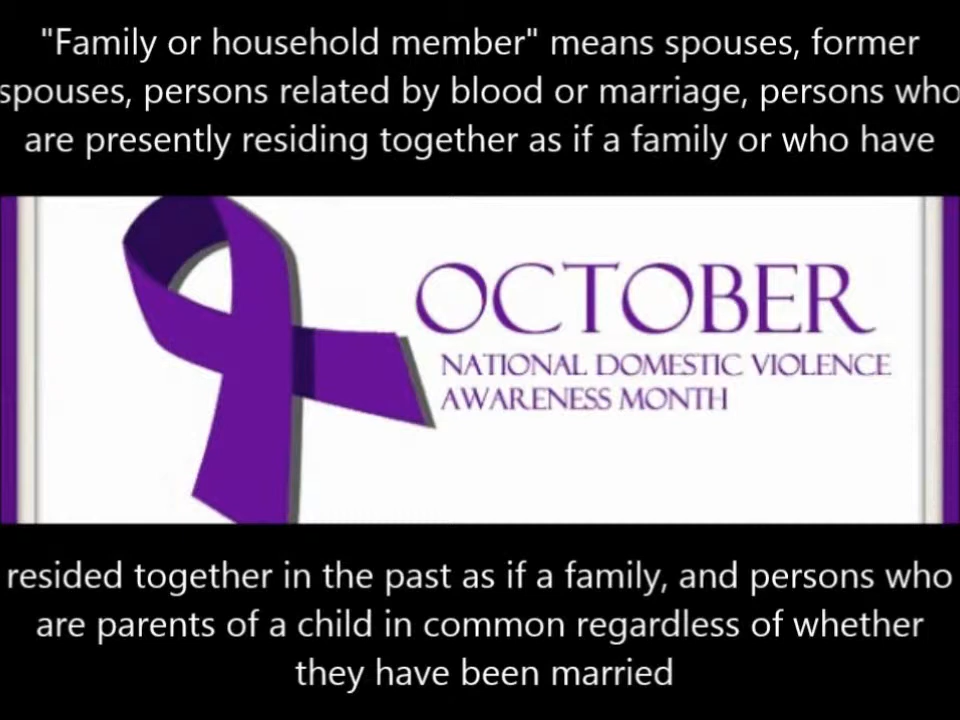 "Family or household member" means spouses, former
spouses, persons related by blood or marriage, persons who
are presently residing together as if a family or who have
OCTOBER
NATIONAL DOMESTIC VIOLENCE
AWARENESS MONTH
resided together in the past as if a family, and persons who
are parents of a child in common regardless of whether
they have been married